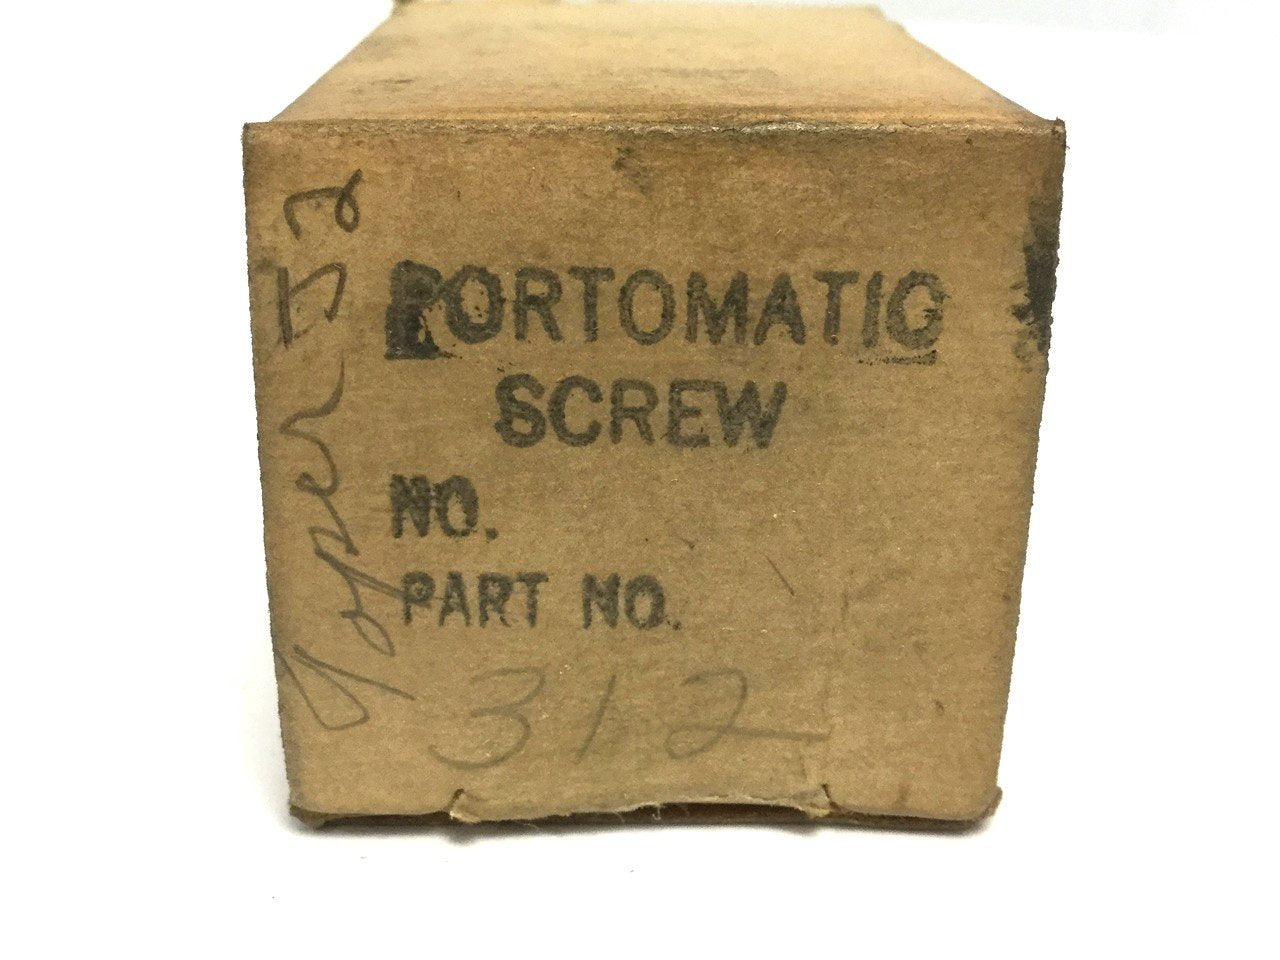 PORTOMATIC
SCREW
NO.
PART NO.
312